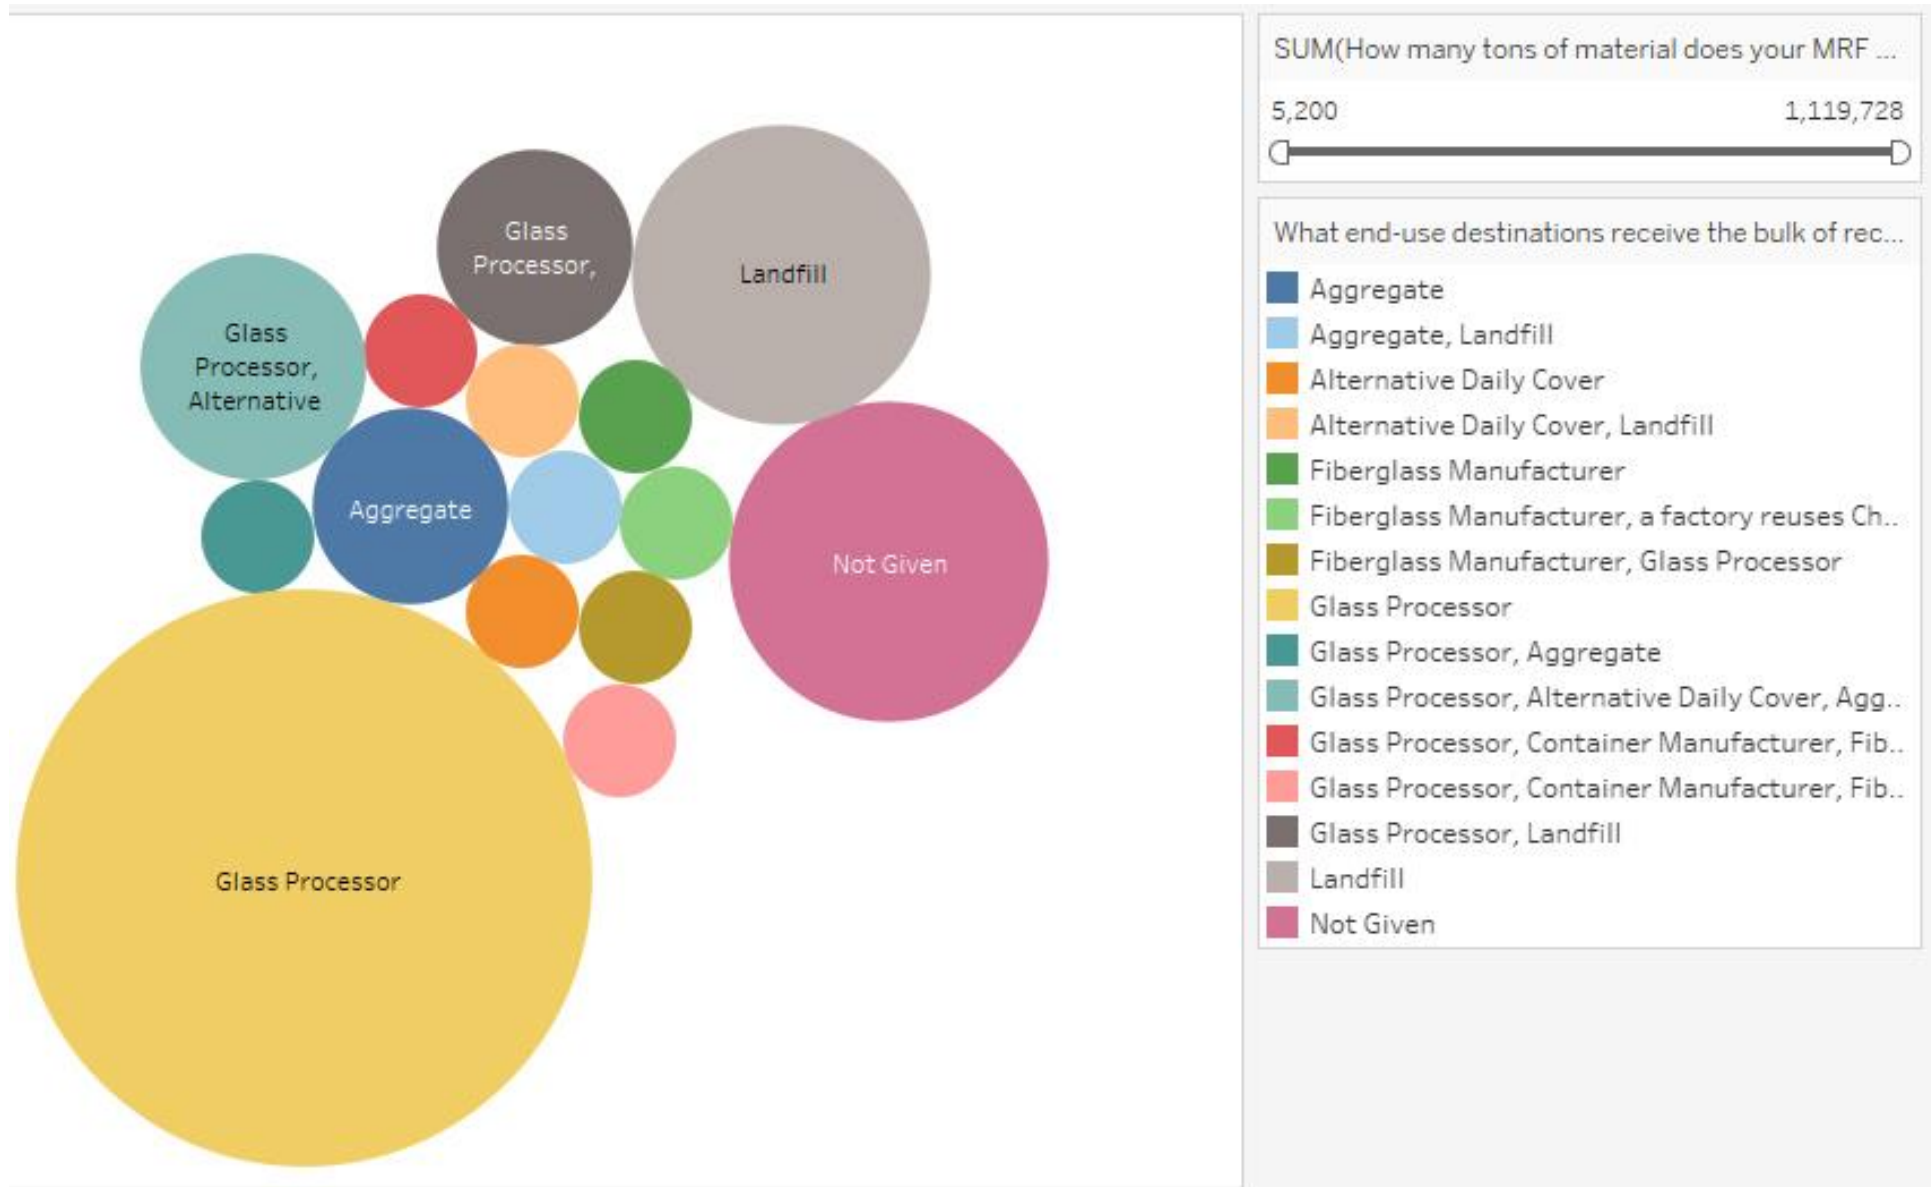 Glass
Processor,
Landfill
Glass
Processor,
Alternative
Aggregate
Not Given
Glass Processor
SUM(How many tons of material does your MRF ...
5,200 1,119,728
What end-use destinations receive the bulk of rec...
Aggregate
Aggregate, Landfill
Alternative Daily Cover
Alternative Daily Cover, Landfill
Fiberglass Manufacturer
Fiberglass Manufacturer, a factory reuses Ch..
Fiberglass Manufacturer, Glass Processor
Glass Processor
Glass Processor, Aggregate
Glass Processor, Alternative Daily Cover, Agg..
Glass Processor, Container Manufacturer, Fib..
Glass Processor, Container Manufacturer, Fib..
Glass Processor, Landfill
Landfill
Not Given